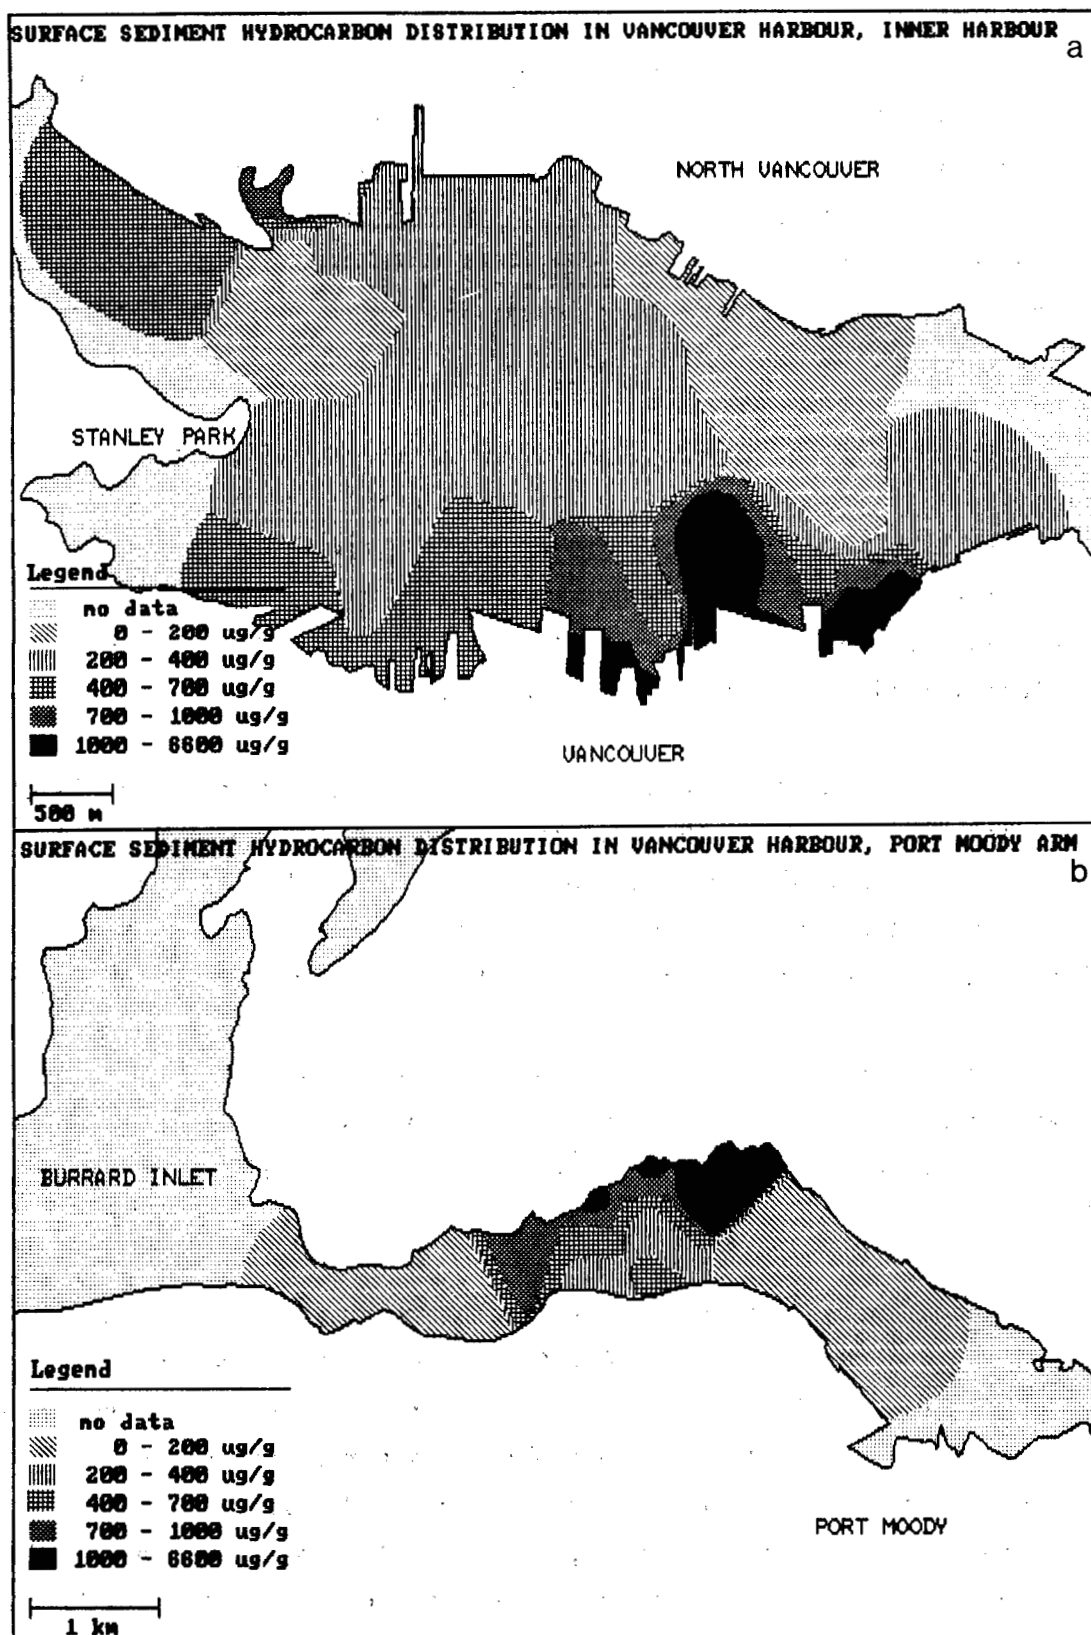 SURFACE SEDIMENT HYDROCARBON DISTRIBUTION IN VANCOUVER HARBOUR, INNER HARBOUR
a
NORTH VANCOUVER
STANLEY PARK
Legend
no data
0 - 200 ug/g
200 - 400 ug/g
400 - 700 ug/g
700 - 1000 ug/g
1000 - 6600 ug/g
VANCOUVER
500 m
SURFACE SEDIMENT HYDROCARBON DISTRIBUTION IN VANCOUVER HARBOUR, PORT MOODY ARM
b
BURRARD INLET
Legend
no data
0 - 200 ug/g
200 - 400 ug/g
400 - 700 ug/g
700 - 1000 ug/g
1000 - 6600 ug/g
PORT MOODY
1 km